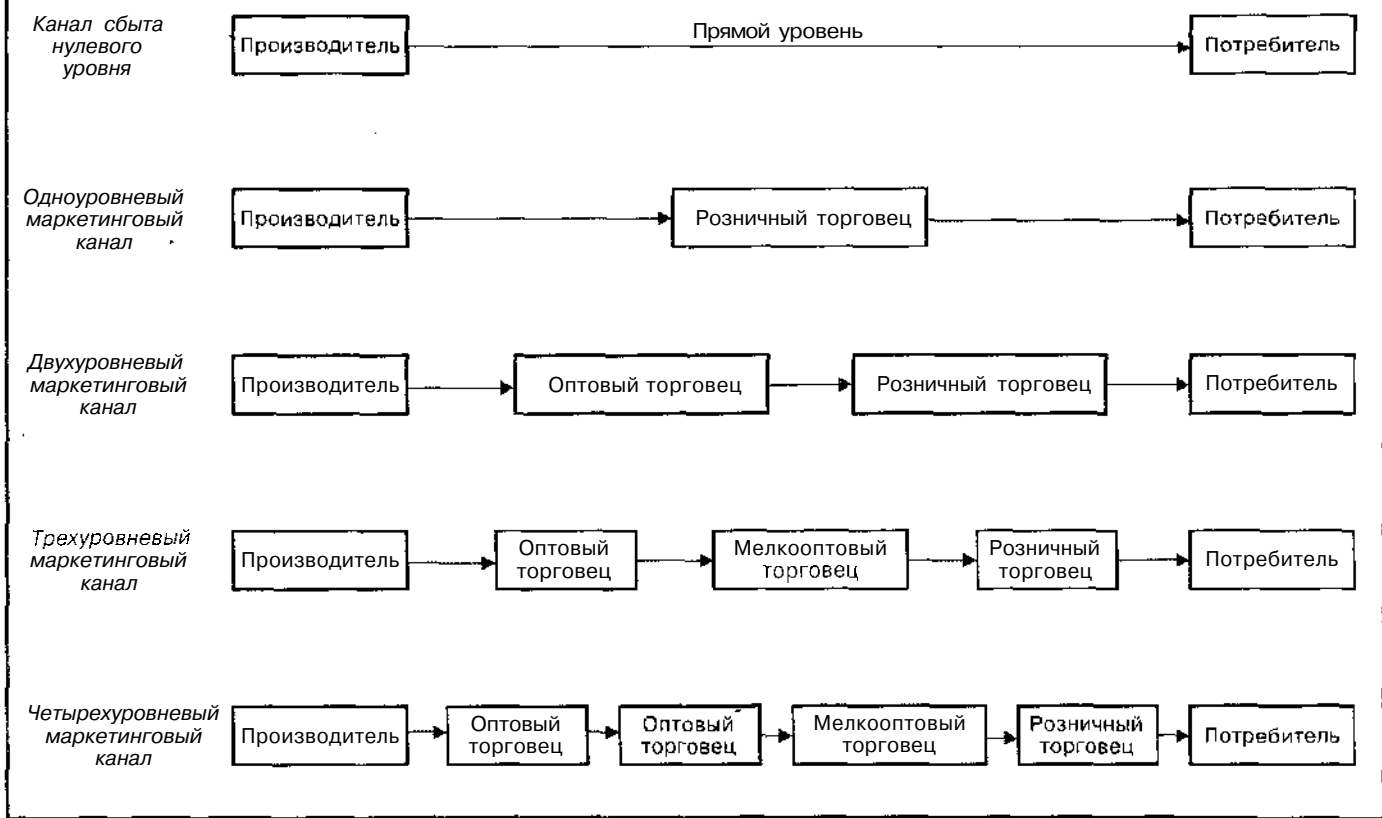 Канал сбыта
нулевого
уровня
Производитель
Прямой уровень
Потребитель
Одноуровневый
маркетинговый
канал
Производитель
Розничный торговец
Потребитель
Двухуровневый
маркетинговый
канал
Производитель
Оптовый торговец
Розничный торговец
Потребитель
Трехуровневый
маркетинговый
канал
Производитель
Оптовый
торговец
Мелкооптовый
торговец
Розничный
торговец
Потребитель
Четырехуровневый
маркетинговый
канал
Производитель
Оптовый
торговец
Оптовый
торговец
Мелкооптовый
торговец
Розничный
торговец
Потребитель